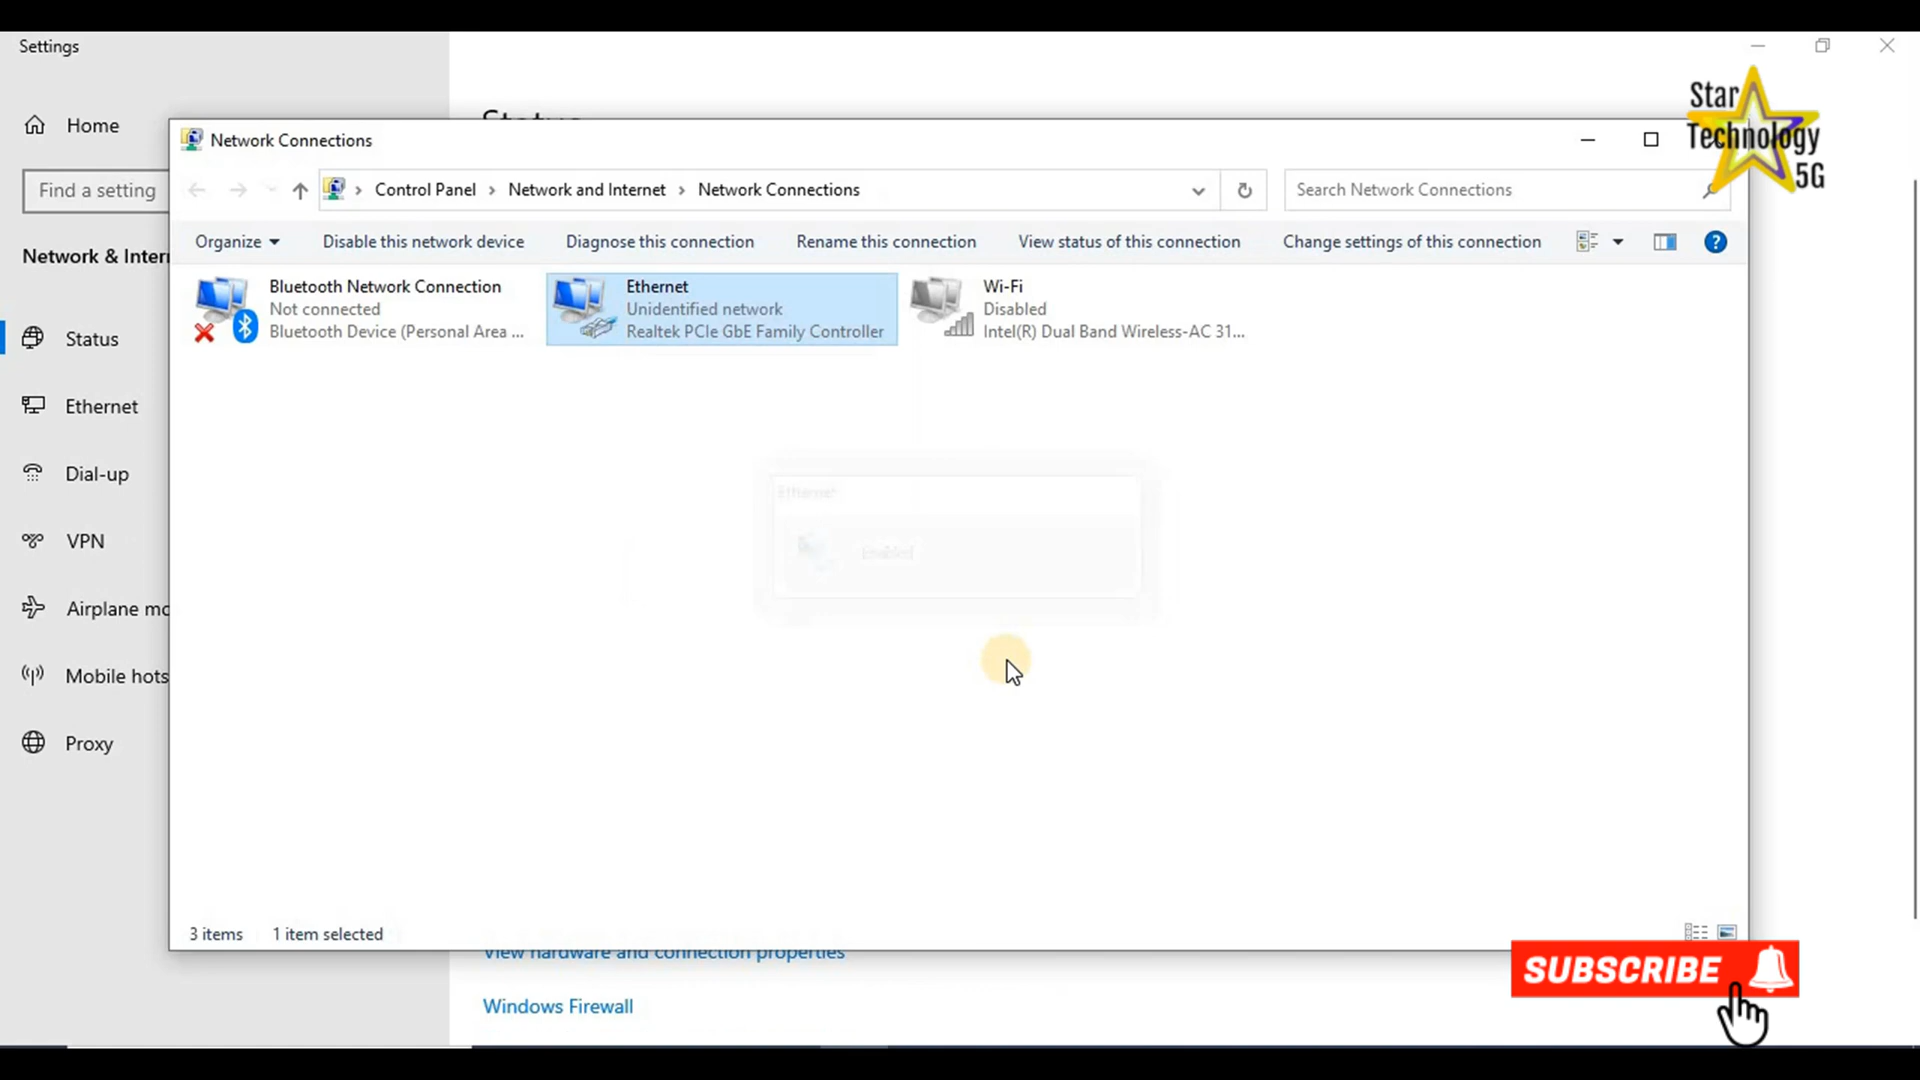 Settings
Home
Find a setting
Network & Inter
Status
Ethernet
Dial-up
VPN
Airplane mo
Mobile hots
Proxy
Status
Network Connections
Control Panel > Network and Internet > Network Connections
Search Network Connections
Organize
Disable this network device
Diagnose this connection
Rename this connection
View status of this connection
Change settings of this connection
Bluetooth Network Connection
Not connected
Bluetooth Device (Personal Area ...
Ethernet
Unidentified network
Realtek PCIe GbE Family Controller
Wi-Fi
Disabled
Intel(R) Dual Band Wireless-AC 31...
Ethernet
Enabled
3 items
1 item selected
View hardware and connection properties
Windows Firewall
Star
Technology
5G
SUBSCRIBE